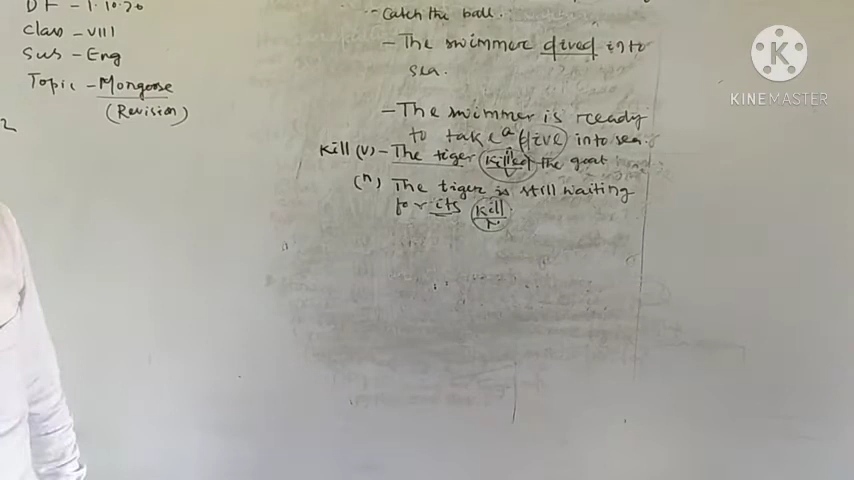 DT - 1.10.20
Class - VIII
Sub - Eng
Topic - Mongoose
(Revision)
2
-- Catch the ball.
- The swimmer dived into
sea.
- The swimmer is ready
to take a dive into sea.
Kill (v) - The tiger killed the goat
V
(n) The tiger is still waiting
for its kill
N
K
KINEMASTER